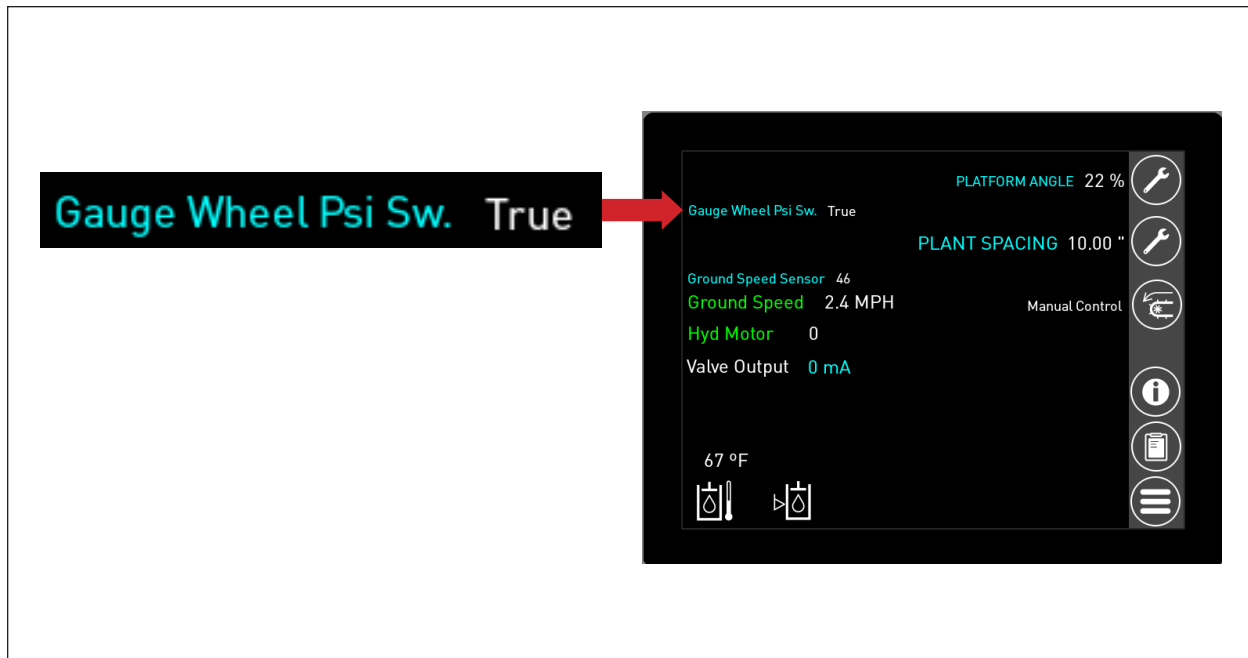 Gauge Wheel Psi Sw. True
PLATFORM ANGLE 22 %
Gauge Wheel Psi Sw. True
PLANT SPACING 10.00 "
Ground Speed Sensor 46
Ground Speed 2.4 MPH
Manual Control
Hyd Motor 0
Valve Output 0 mA
67 ºF